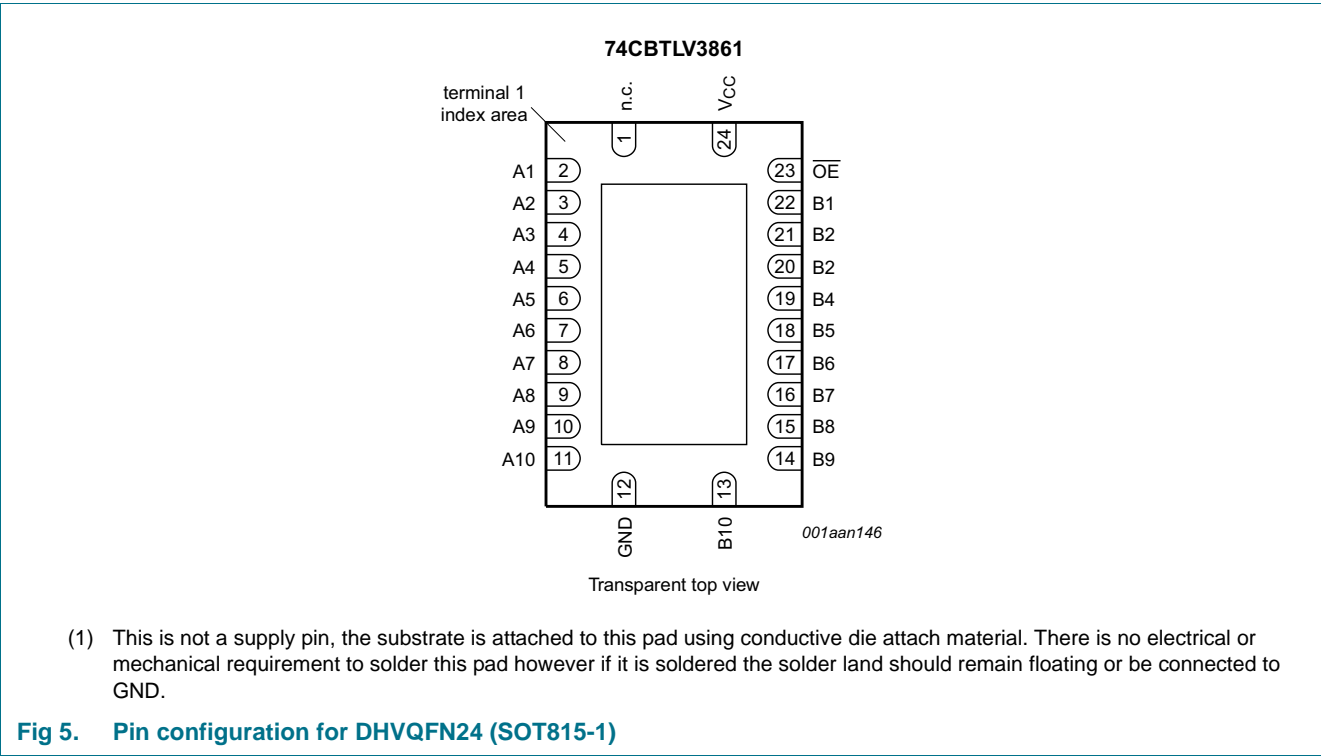 74CBTLV3861
terminal 1
index area
n.c.
VCC
1
24
A1 2 23 OE
A2 3 22 B1
A3 4 21 B2
A4 5 20 B2
A5 6 19 B4
A6 7 18 B5
A7 8 17 B6
A8 9 16 B7
A9 10 15 B8
A10 11 14 B9
12
13
GND
B10
001aan146
Transparent top view
(1) This is not a supply pin, the substrate is attached to this pad using conductive die attach material. There is no electrical or
mechanical requirement to solder this pad however if it is soldered the solder land should remain floating or be connected to
GND.
Fig 5. Pin configuration for DHVQFN24 (SOT815-1)